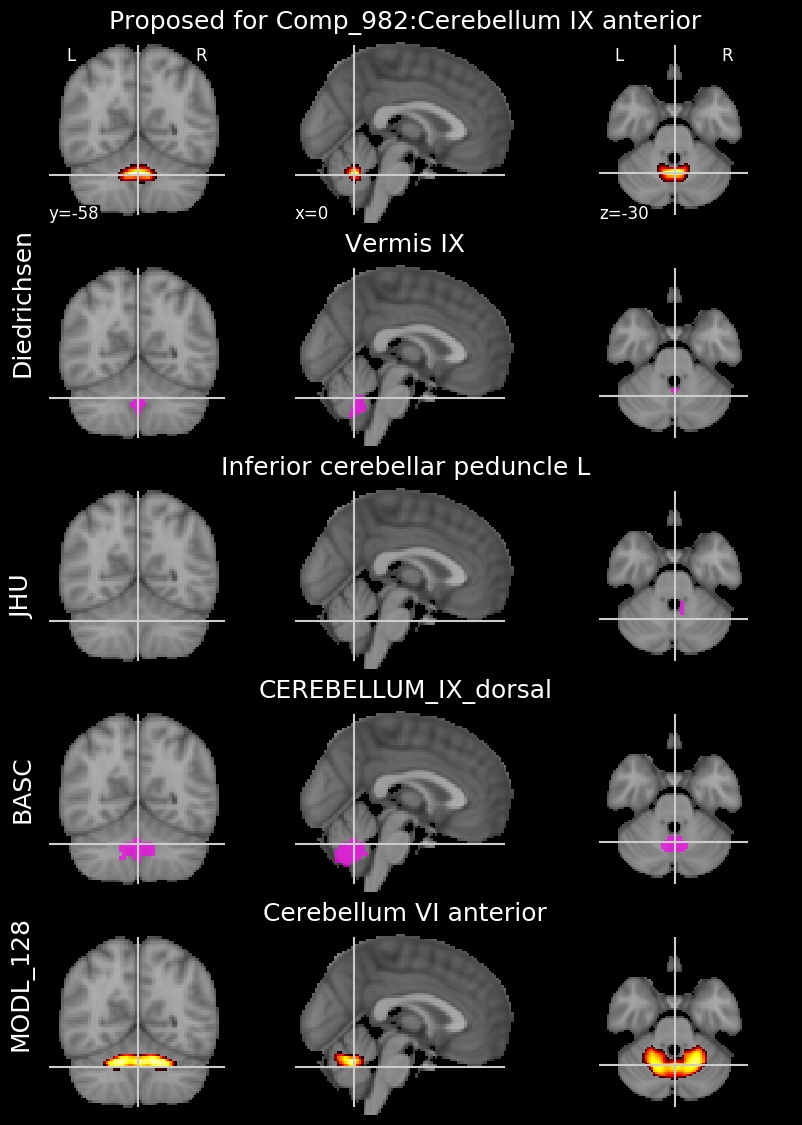 Proposed for Comp_982:Cerebellum IX anterior
L R L R
y=-58 x=0 z=-30
Diedrichsen
Vermis IX
JHU
Inferior cerebellar peduncle L
BASC
CEREBELLUM_IX_dorsal
MODL_128
Cerebellum VI anterior